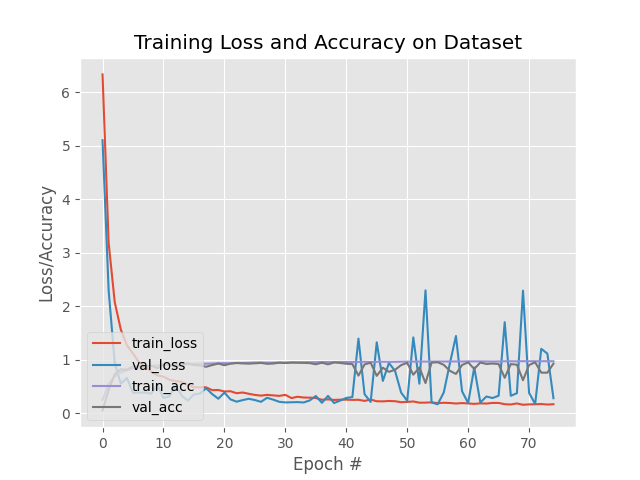 Training Loss and Accuracy on Dataset
Loss/Accuracy
6
5
4
3
2
1
0
train_loss
val_loss
train_acc
val_acc
0 10 20 30 40 50 60 70
Epoch #